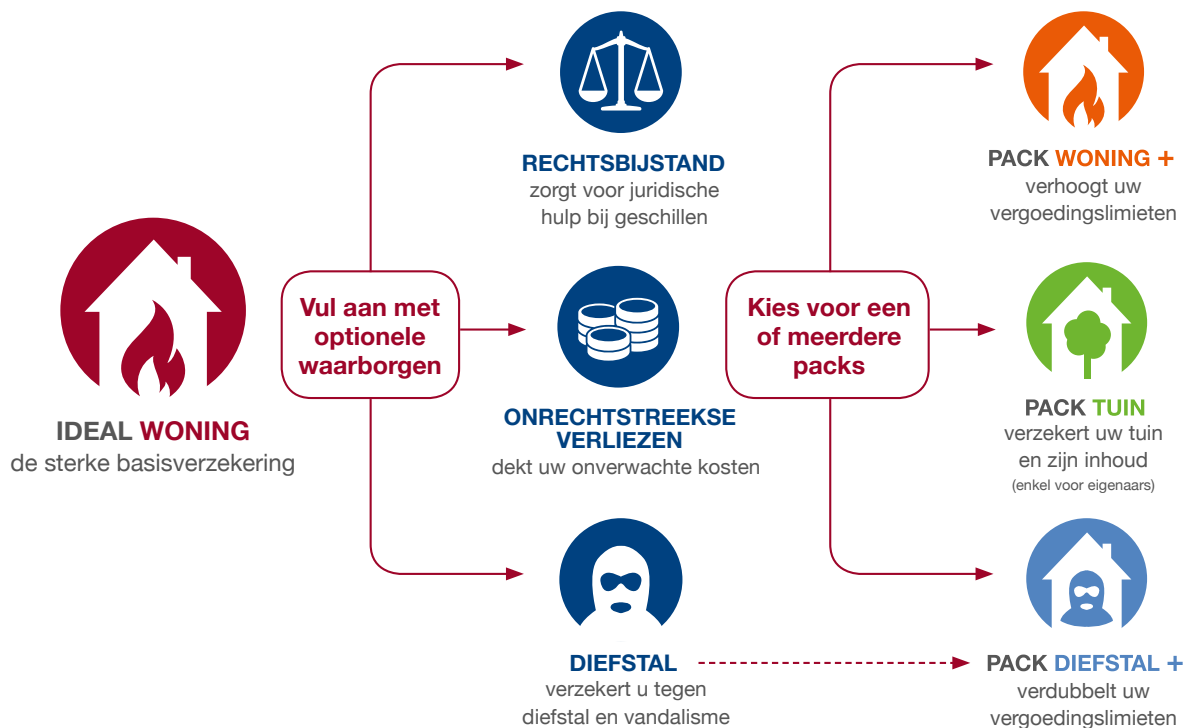 IDEAL WONING
de sterke basisverzekering
Vul aan met
optionele
waarborgen
RECHTSBIJSTAND
zorgt voor juridische
hulp bij geschillen
ONRECHTSTREEKSE
VERLIEZEN
dekt uw onverwachte kosten
DIEFSTAL
verzekert u tegen
diefstal en vandalisme
Kies voor een
of meerdere
packs
PACK WONING +
verhoogt uw
vergoedingslimieten
PACK TUIN
verzekert uw tuin
en zijn inhoud
(enkel voor eigenaars)
PACK DIEFSTAL +
verdubbelt uw
vergoedingslimieten